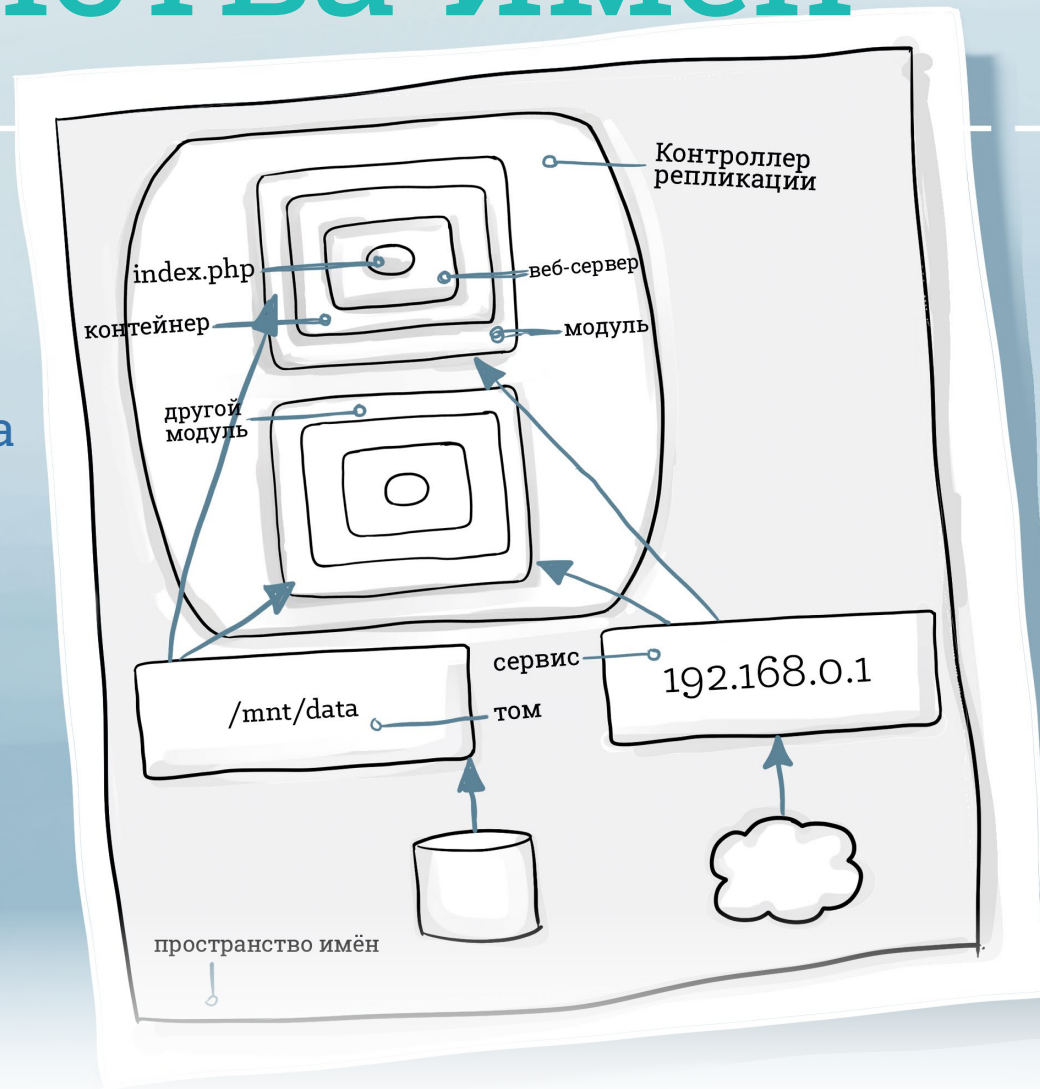 имён
Контроллер
репликации
index.php
веб-сервер
контейнер
модуль
другой
модуль
а
сервис
192.168.0.1
/mnt/data
том
пространство имён